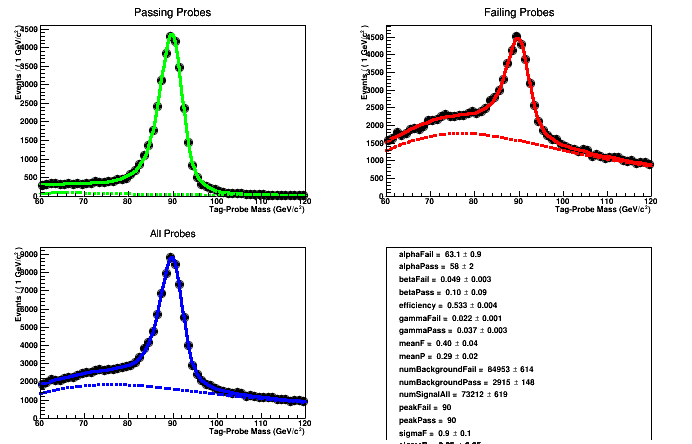 Passing Probes
Events / ( 1 GeV/c²)
4500
4000
3500
3000
2500
2000
1500
1000
500
0
60 70 80 90 100 110 120
Tag-Probe Mass (GeV/c²)
Failing Probes
Events / ( 1 GeV/c²)
4500
4000
3500
3000
2500
2000
1500
1000
500
0
60 70 80 90 100 110 120
Tag-Probe Mass (GeV/c²)
All Probes
Events / ( 1 GeV/c²)
9000
8000
7000
6000
5000
4000
3000
2000
1000
0
60 70 80 90 100 110 120
Tag-Probe Mass (GeV/c²)
alphaFail = 63.1 ± 0.9
alphaPass = 58 ± 2
betaFail = 0.049 ± 0.003
betaPass = 0.10 ± 0.09
efficiency = 0.533 ± 0.004
gammaFail = 0.022 ± 0.001
gammaPass = 0.037 ± 0.003
meanF = 0.40 ± 0.04
meanP = 0.29 ± 0.02
numBackgroundFail = 84953 ± 614
numBackgroundPass = 2915 ± 148
numSignalAll = 73212 ± 619
peakFail = 90
peakPass = 90
sigmaF = 0.9 ± 0.1